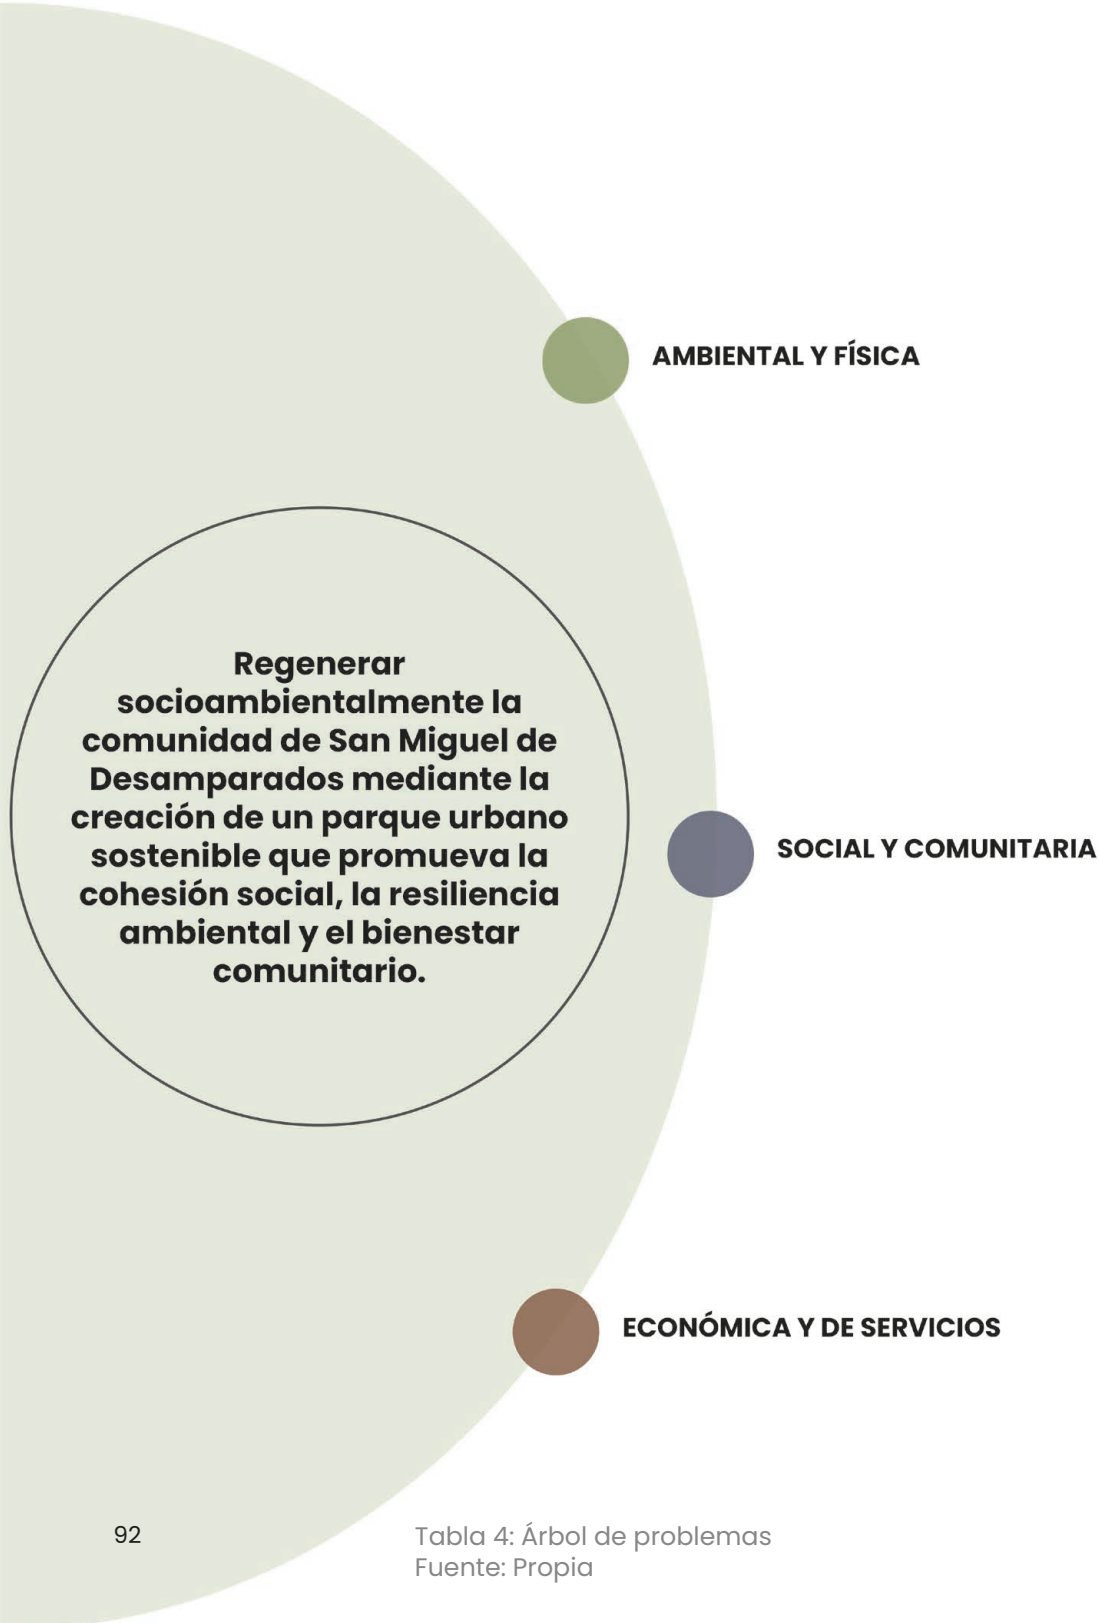 AMBIENTAL Y FÍSICA
Regenerar
socioambientalmente la
comunidad de San Miguel de
Desamparados mediante la
creación de un parque urbano
sostenible que promueva la
cohesión social, la resiliencia
ambiental y el bienestar
comunitario.
SOCIAL Y COMUNITARIA
ECONÓMICA Y DE SERVICIOS
92
Tabla 4: Árbol de problemas
Fuente: Propia